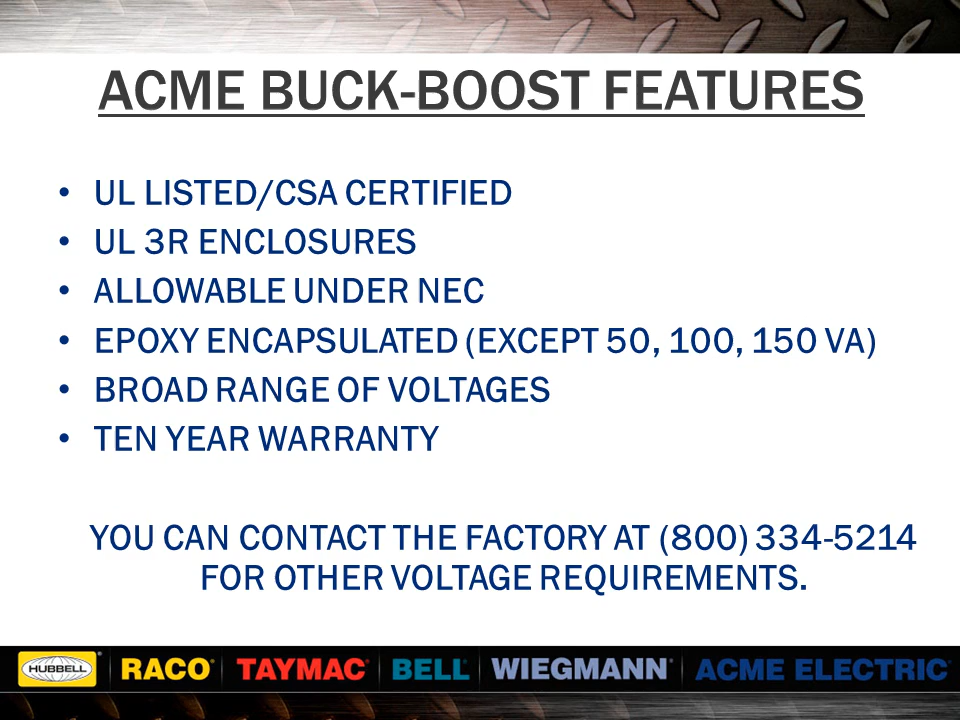 ACME BUCK-BOOST FEATURES
• UL LISTED/CSA CERTIFIED
• UL 3R ENCLOSURES
• ALLOWABLE UNDER NEC
• EPOXY ENCAPSULATED (EXCEPT 50, 100, 150 VA)
• BROAD RANGE OF VOLTAGES
• TEN YEAR WARRANTY
YOU CAN CONTACT THE FACTORY AT (800) 334-5214
FOR OTHER VOLTAGE REQUIREMENTS.
HUBBELL® RACO® TAYMAC® BELL® WIEGMANN® ACME ELECTRIC®